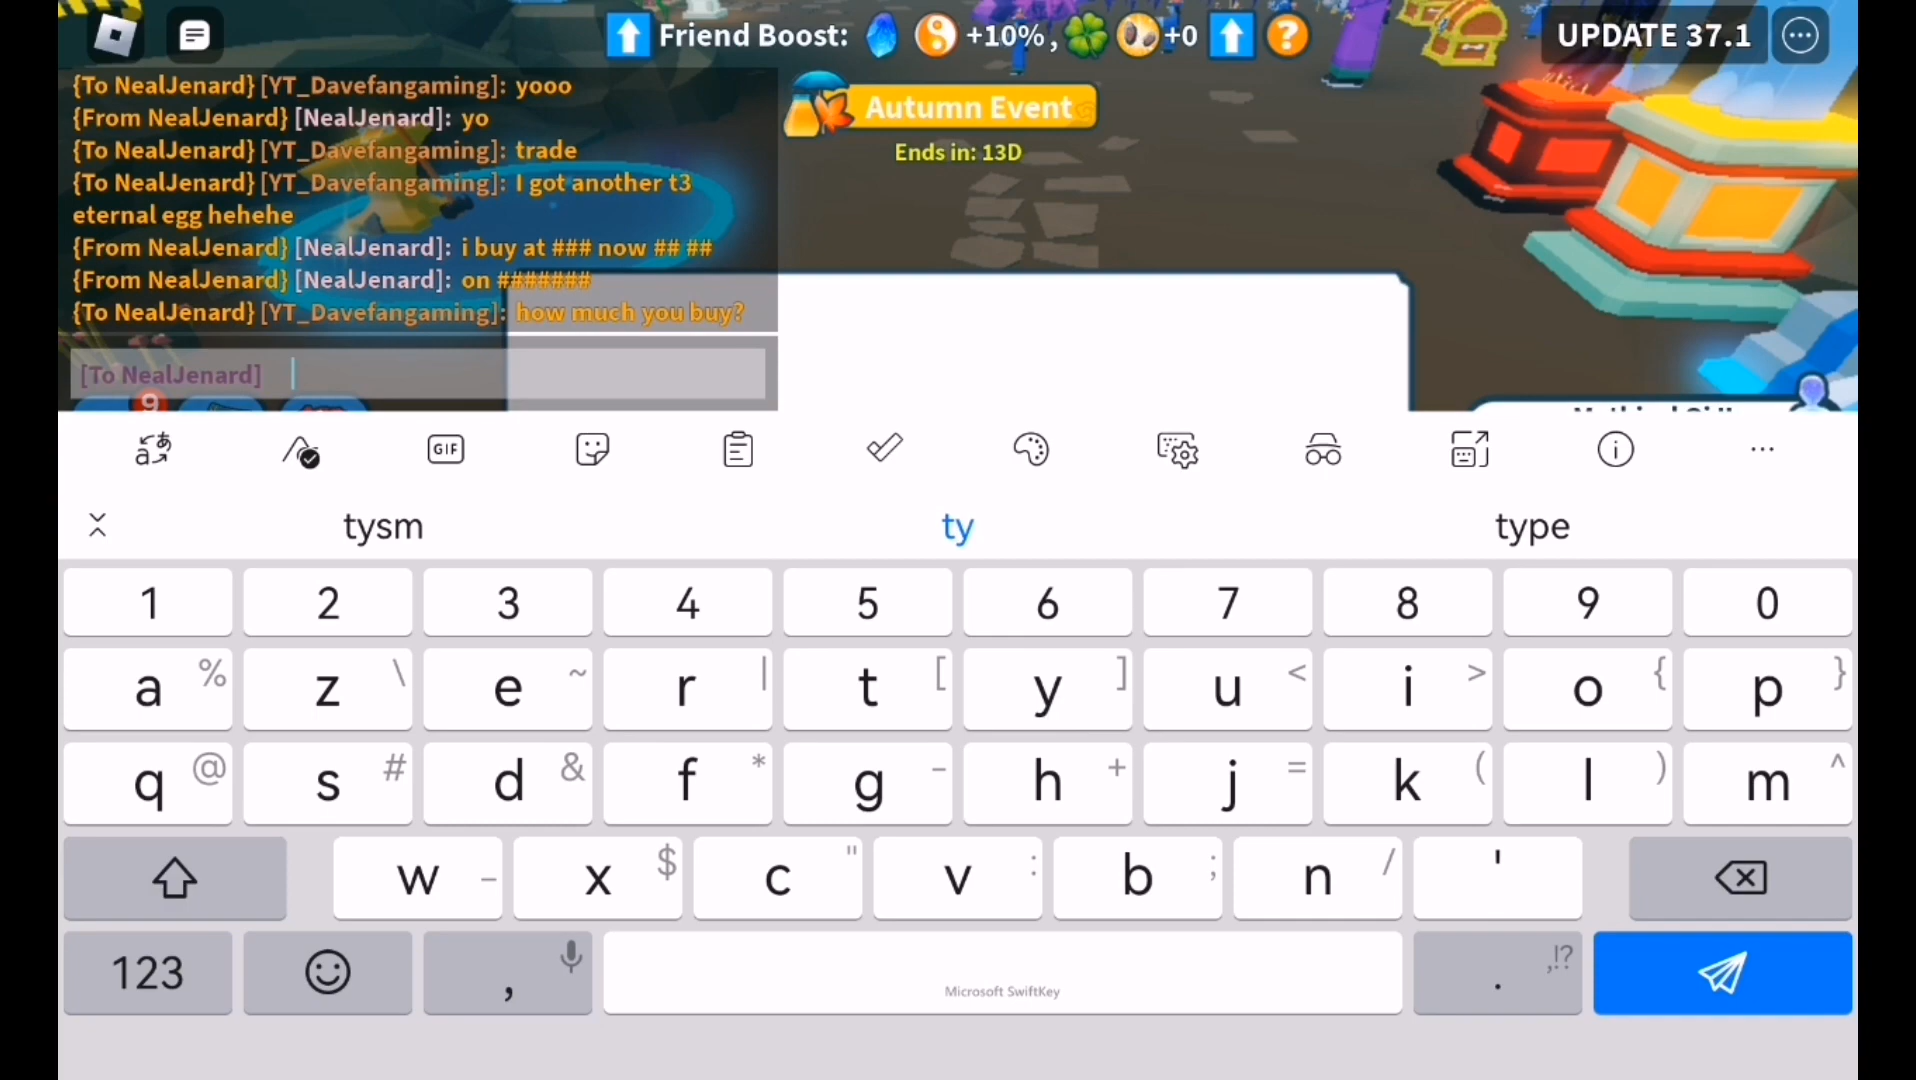 Friend Boost: +10%, +0
UPDATE 37.1
{To NealJenard} [YT_Davefangaming]: yooo
{From NealJenard} [NealJenard]: yo
{To NealJenard} [YT_Davefangaming]: trade
{To NealJenard} [YT_Davefangaming]: I got another t3
eternal egg hehehe
{From NealJenard} [NealJenard]: i buy at ### now ## ##
{From NealJenard} [NealJenard]: on #######
{To NealJenard} [YT_Davefangaming]: how much you buy?
Autumn Event
Ends in: 13D
[To NealJenard]
9
GIF
tysm ty type
1 2 3 4 5 6 7 8 9 0
a % z \ e ~ r | t [ y ] u < i > o { p }
q @ s # d & f * g - h + j = k ( l ) m ^
w _ x $ c " v : b ; n / '
123 , . ,!?
Microsoft SwiftKey